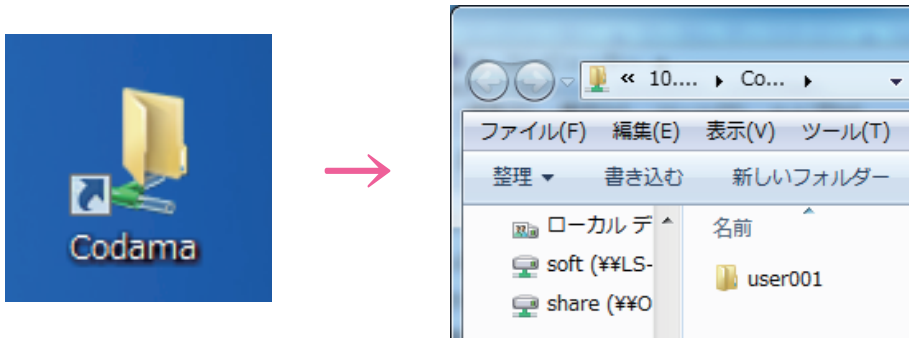 Codama
« 10.... Co...
ファイル(F) 編集(E) 表示(V) ツール(T)
整理 書き込む 新しいフォルダー
ローカル デ
名前
soft (¥¥LS-
user001
share (¥¥O